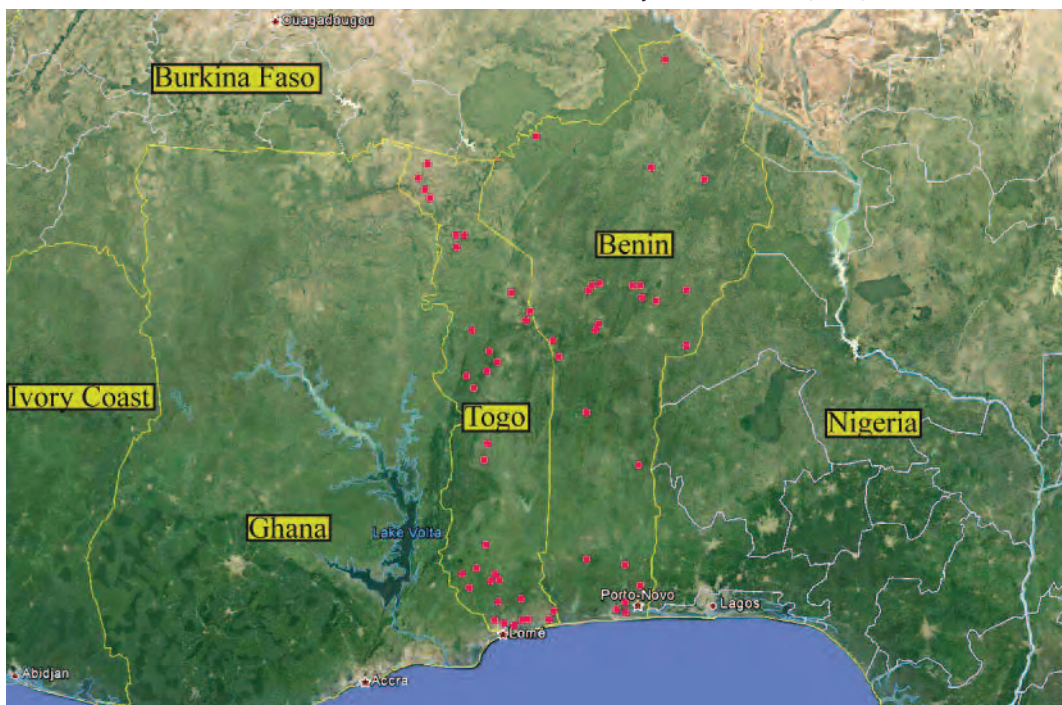 Ouagadougou
Burkina Faso
Benin
Ivory Coast
Togo
Nigeria
Ghana
Lake Volta
Porto-Novo
Lagos
Lomé
Abidjan
Accra